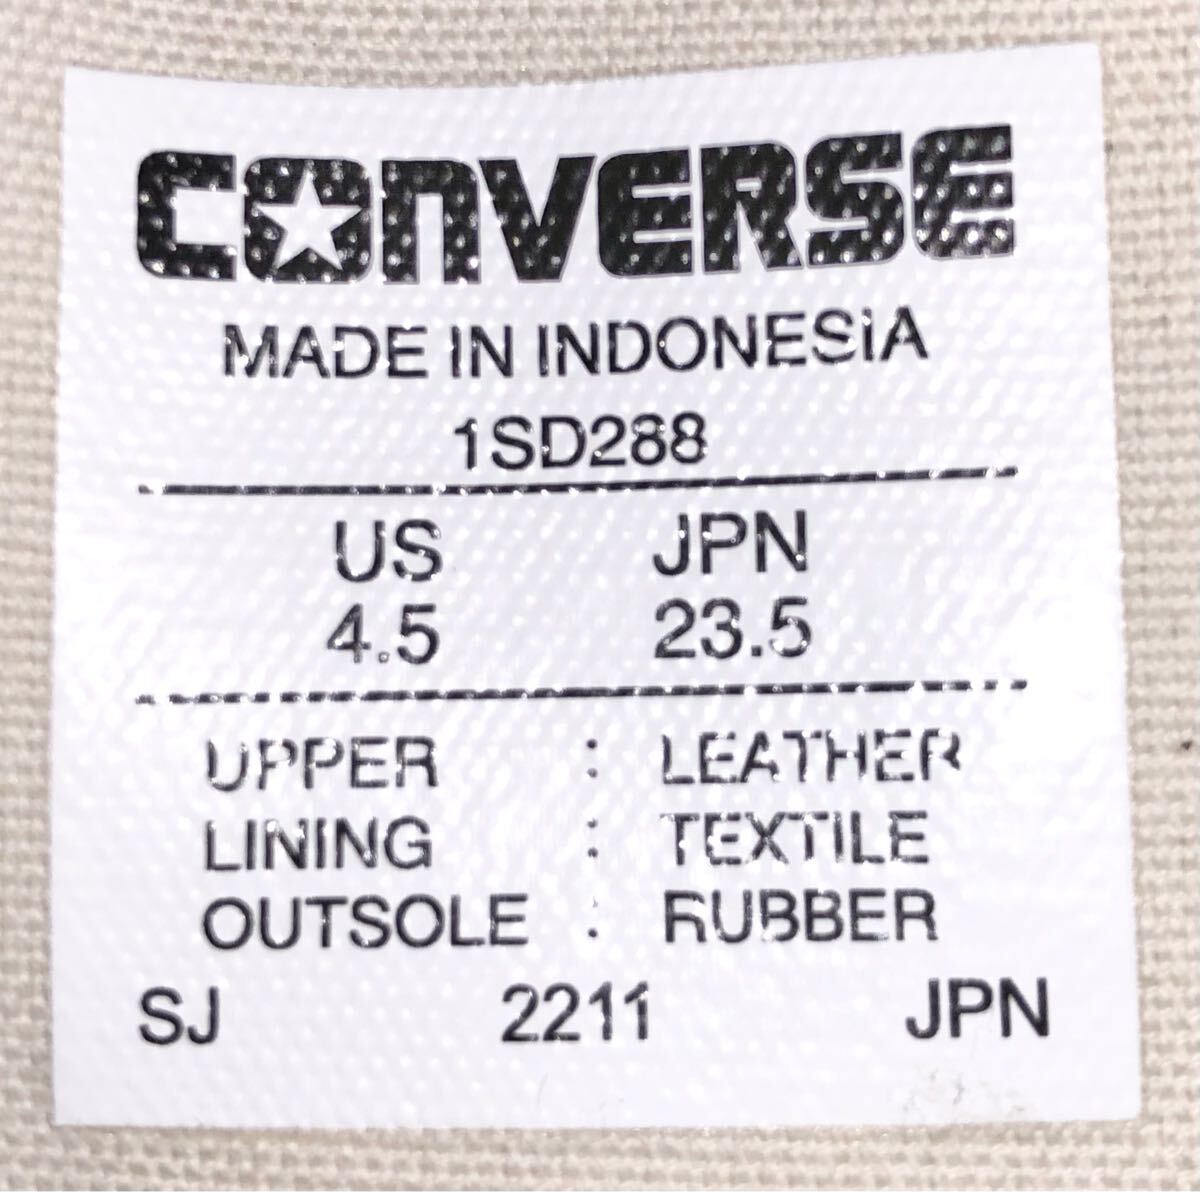 CONVERSE
MADE IN INDONESIA
1SD288
US JPN
4.5 23.5
UPPER : LEATHER
LINING : TEXTILE
OUTSOLE : RUBBER
SJ 2211 JPN